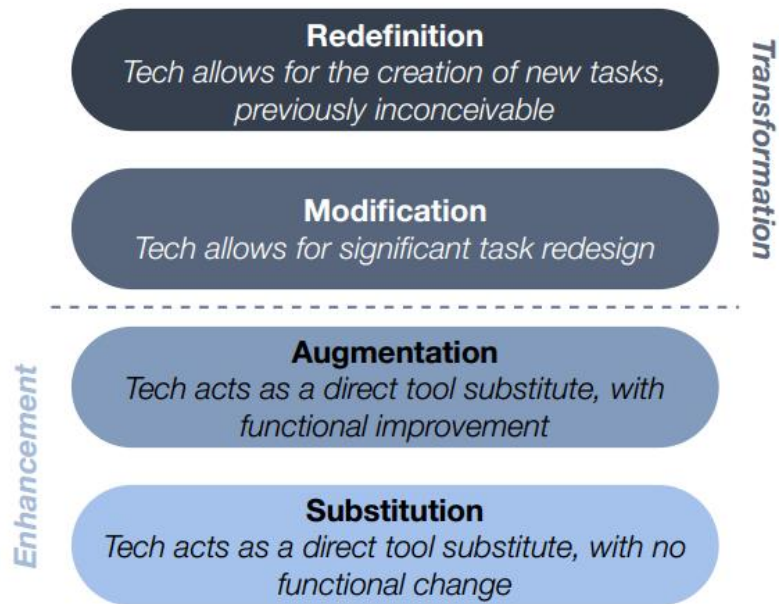 Redefinition
Tech allows for the creation of new tasks,
previously inconceivable
Transformation
Modification
Tech allows for significant task redesign
Augmentation
Tech acts as a direct tool substitute, with
functional improvement
Enhancement
Substitution
Tech acts as a direct tool substitute, with no
functional change